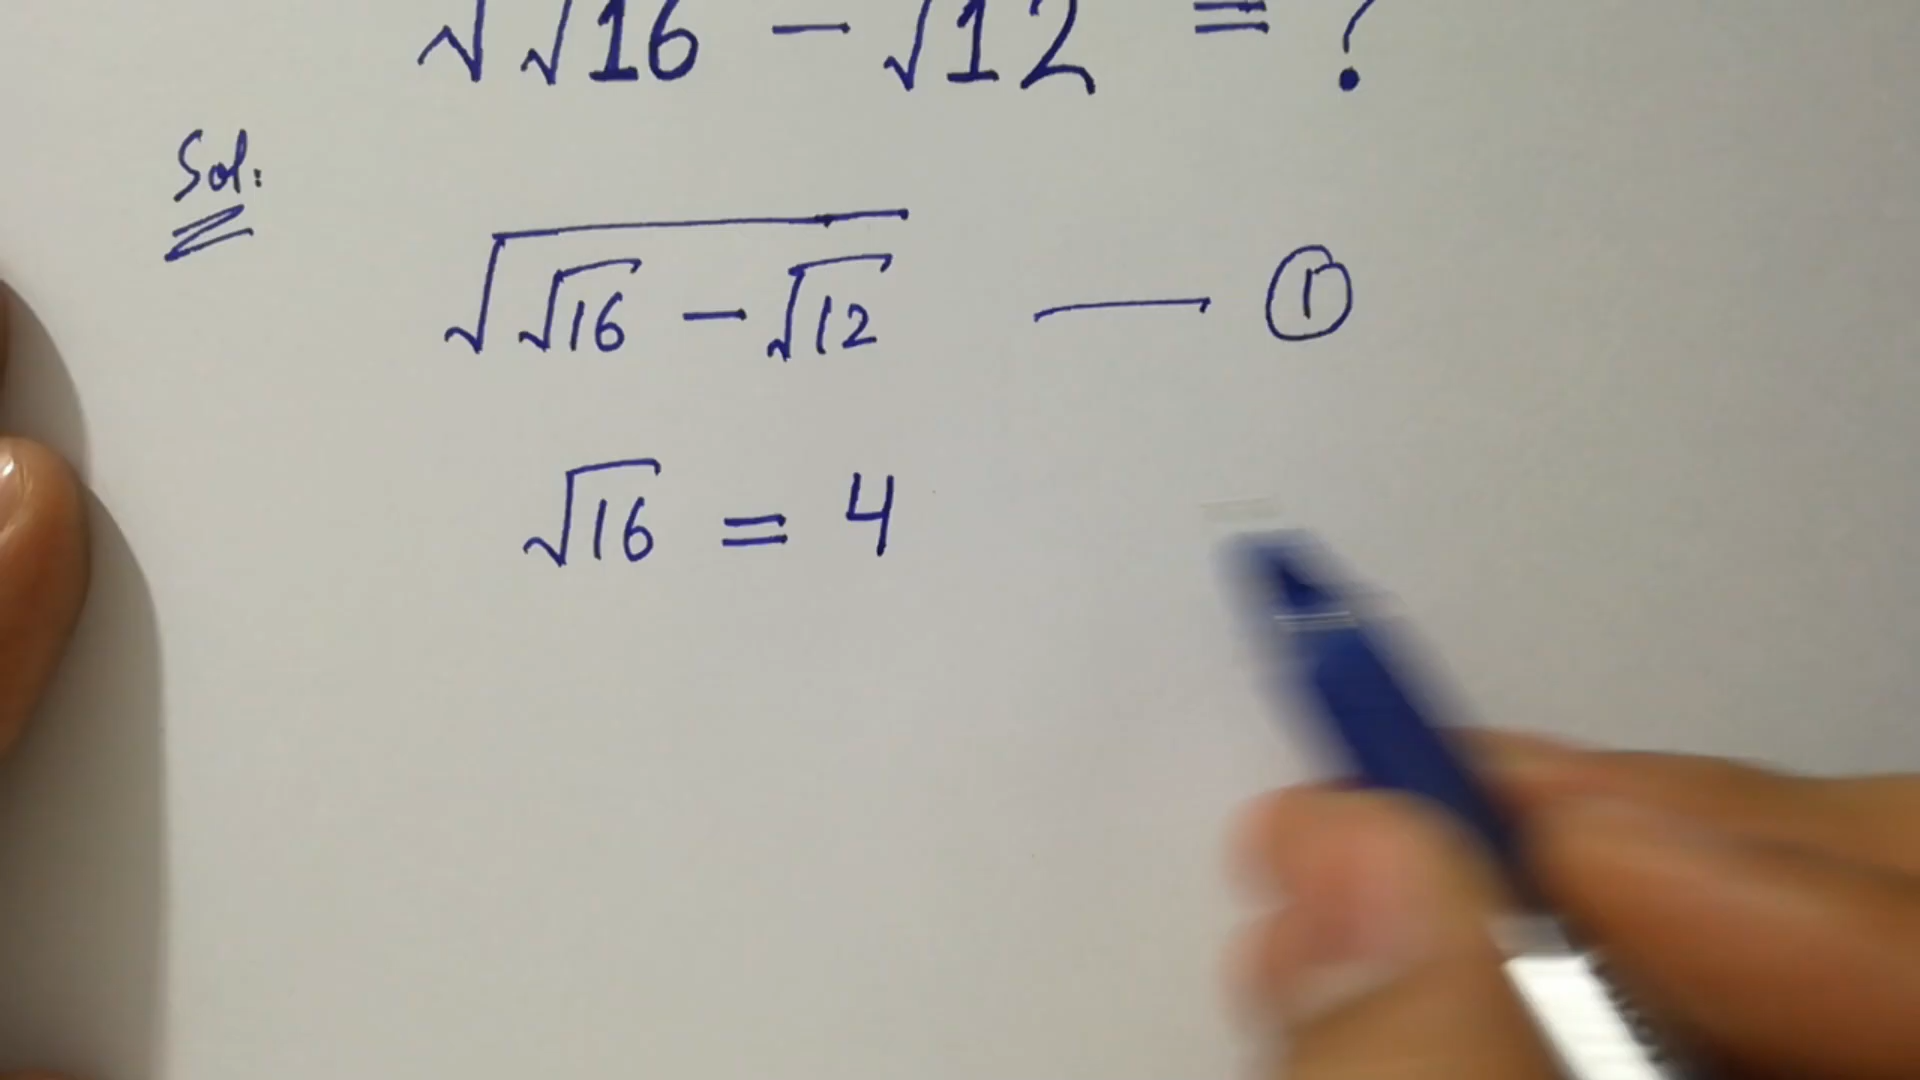 √√16 − √12 = ?
Sol:
√(√16 − √12) — ①
√16 = 4